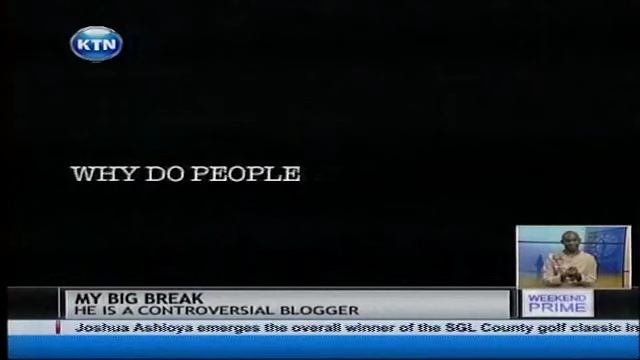 KTN
WHY DO PEOPLE
MY BIG BREAK
HE IS A CONTROVERSIAL BLOGGER
WEEKEND
PRIME
Joshua Ashioya emerges the overall winner of the SGL County golf classic in